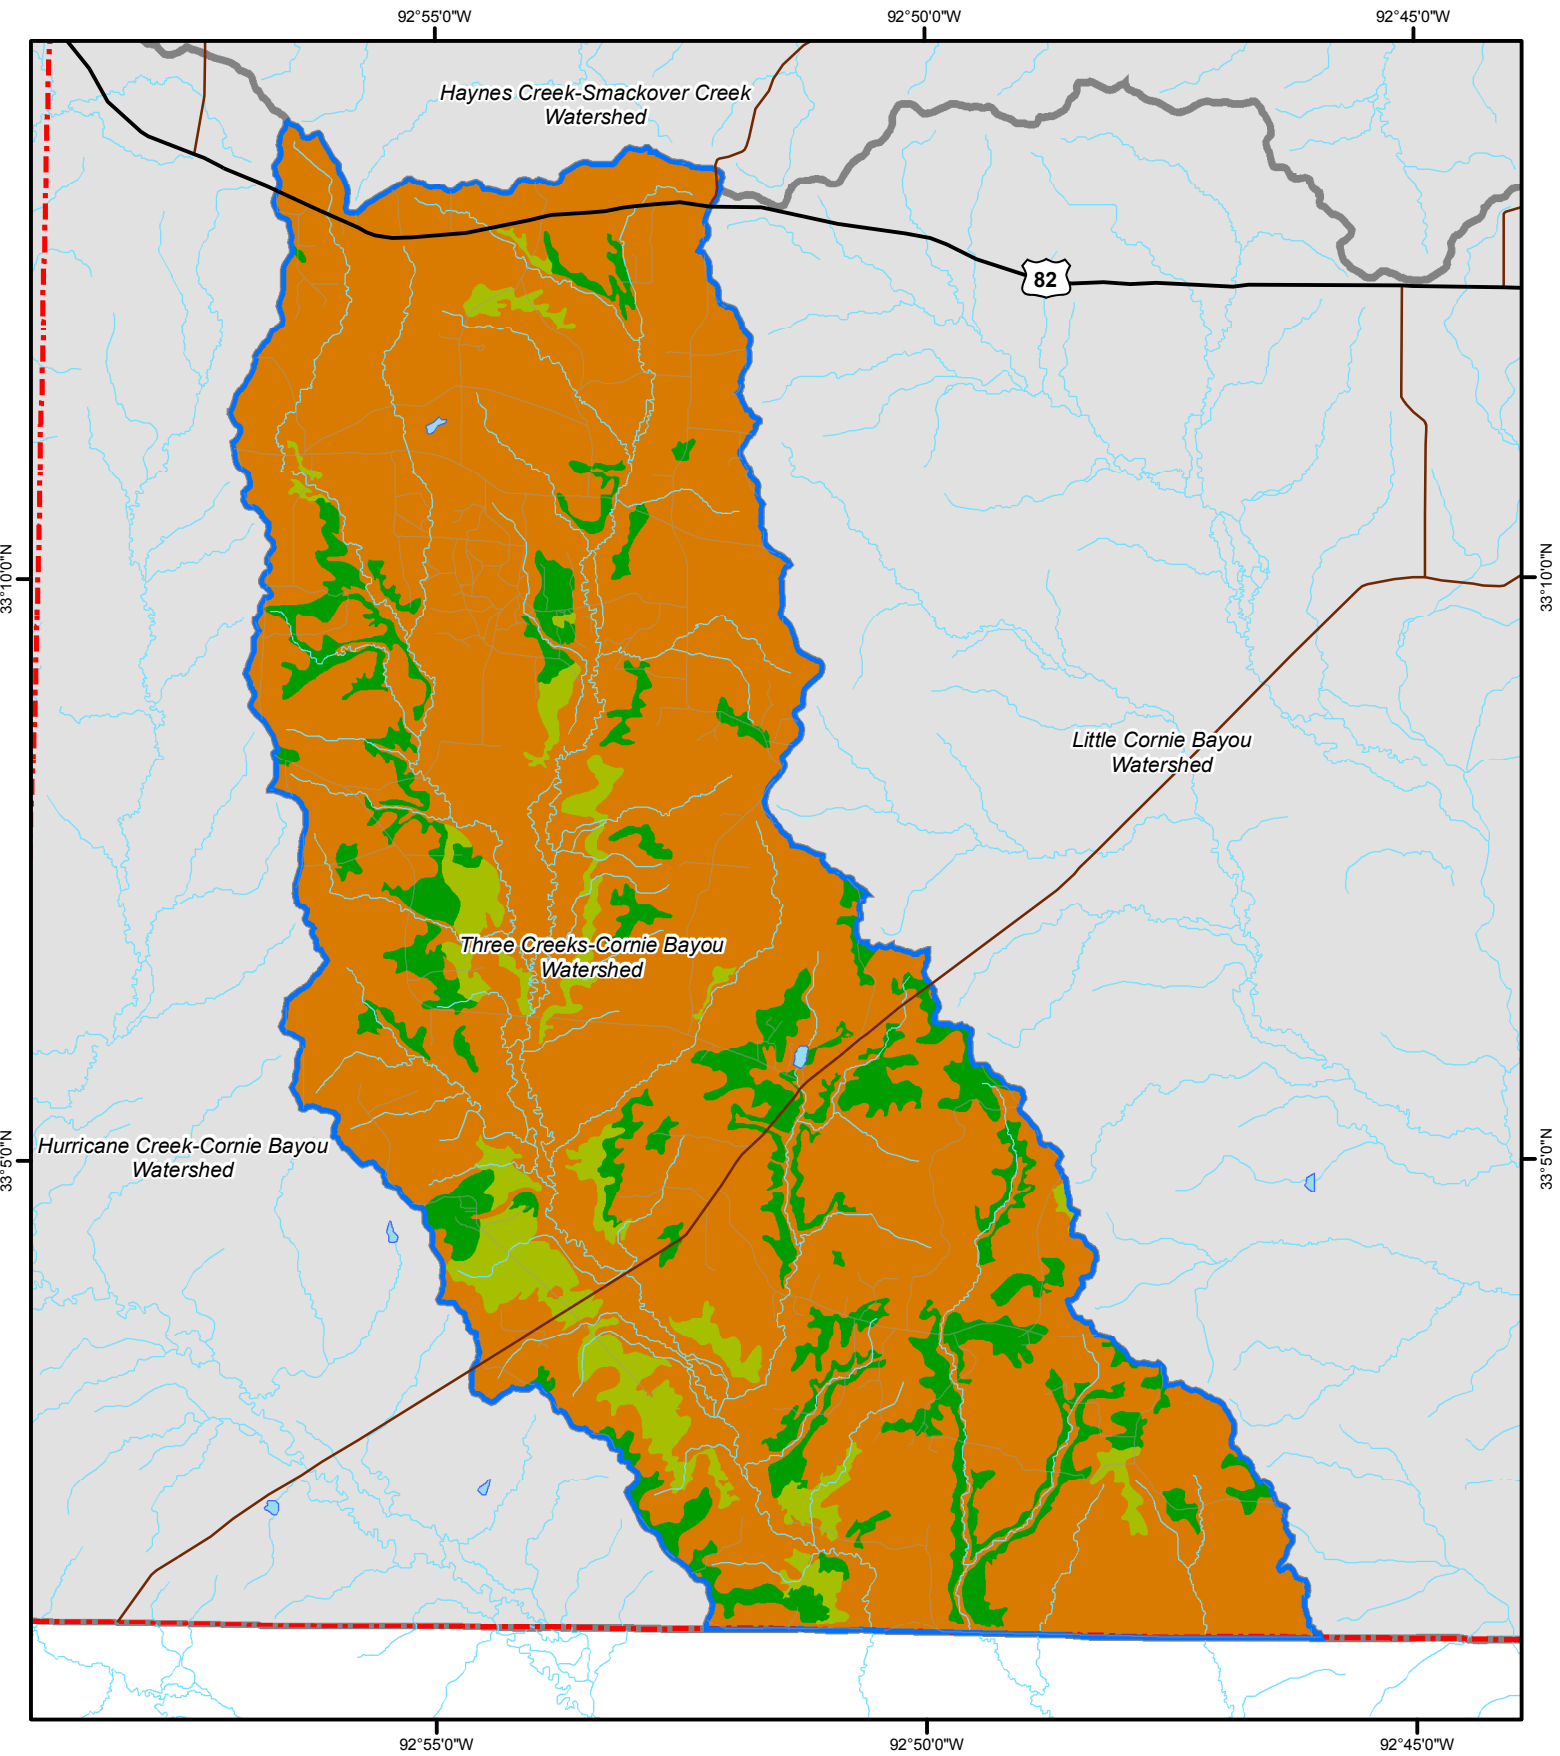 92°55'0"W
92°50'0"W
92°45'0"W
Haynes Creek-Smackover Creek
Watershed
82
33°10'0"N
33°10'0"N
Little Cornie Bayou
Watershed
Three Creeks-Cornie Bayou
Watershed
Hurricane Creek-Cornie Bayou
Watershed
33°5'0"N
33°5'0"N
92°55'0"W
92°50'0"W
92°45'0"W